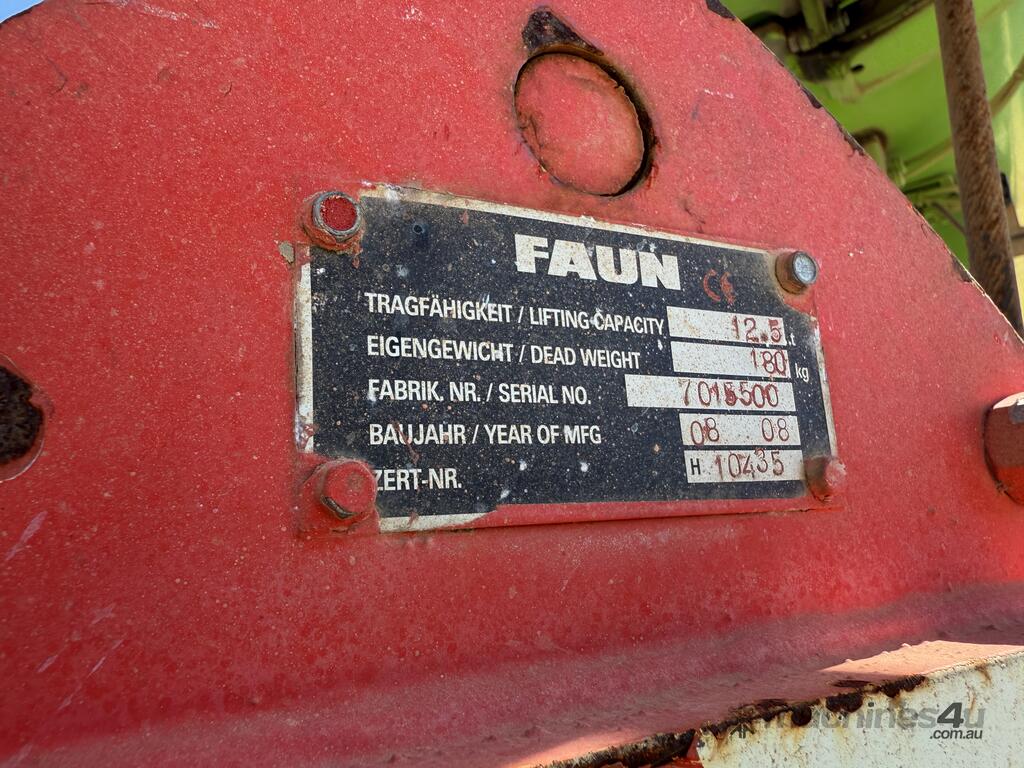 FAUN CE
TRAGFÄHIGKEIT / LIFTING CAPACITY 12.5 t
EIGENGEWICHT / DEAD WEIGHT 180 kg
FABRIK. NR. / SERIAL NO. 7015500
BAUJAHR / YEAR OF MFG 08 08
ZERT-NR. H 10435
machines4u
.com.au